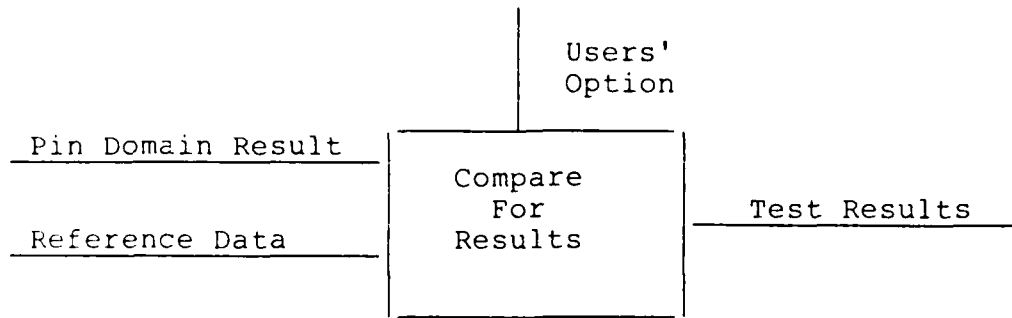 Users'
Option
Pin Domain Result
Compare
For
Results
Reference Data
Test Results